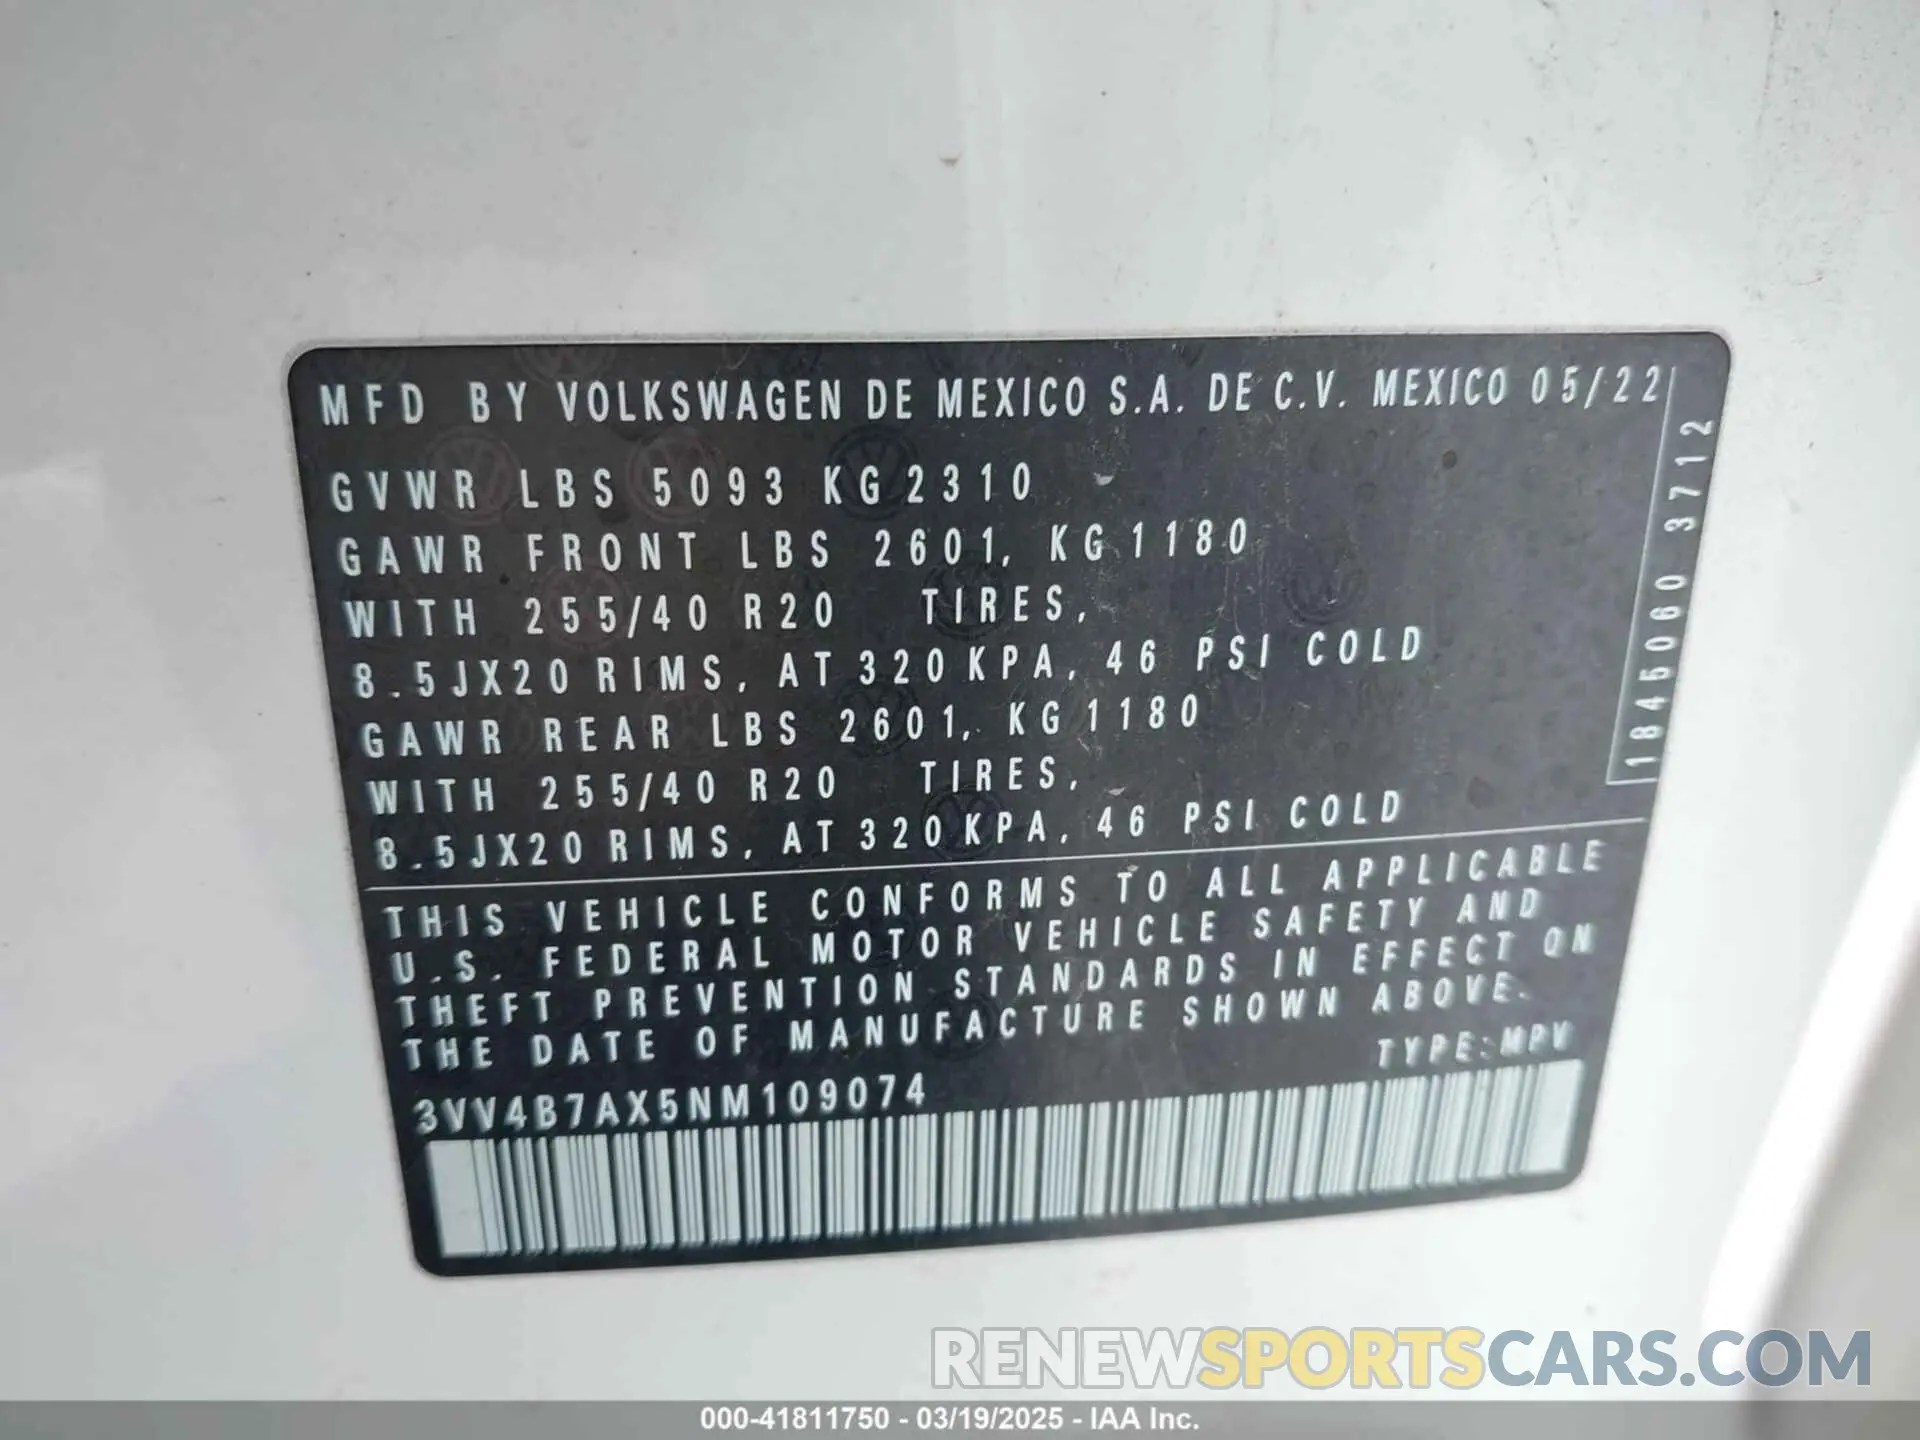 MFD BY VOLKSWAGEN DE MEXICO S.A. DE C.V. MEXICO 05/22
GVWR LBS 5093 KG 2310
GAWR FRONT LBS 2601, KG 1180
WITH 255/40 R20 TIRES,
8.5JX20 RIMS, AT 320 KPA, 46 PSI COLD
GAWR REAR LBS 2601, KG 1180
WITH 255/40 R20 TIRES,
8.5JX20 RIMS, AT 320 KPA, 46 PSI COLD
1845060 3712
THIS VEHICLE CONFORMS TO ALL APPLICABLE
U.S. FEDERAL MOTOR VEHICLE SAFETY AND
THEFT PREVENTION STANDARDS IN EFFECT ON
THE DATE OF MANUFACTURE SHOWN ABOVE.
TYPE: MPV
3VV4B7AX5NM109074
RENEWSPORTSCARS.COM
000-41811750 - 03/19/2025 - IAA Inc.